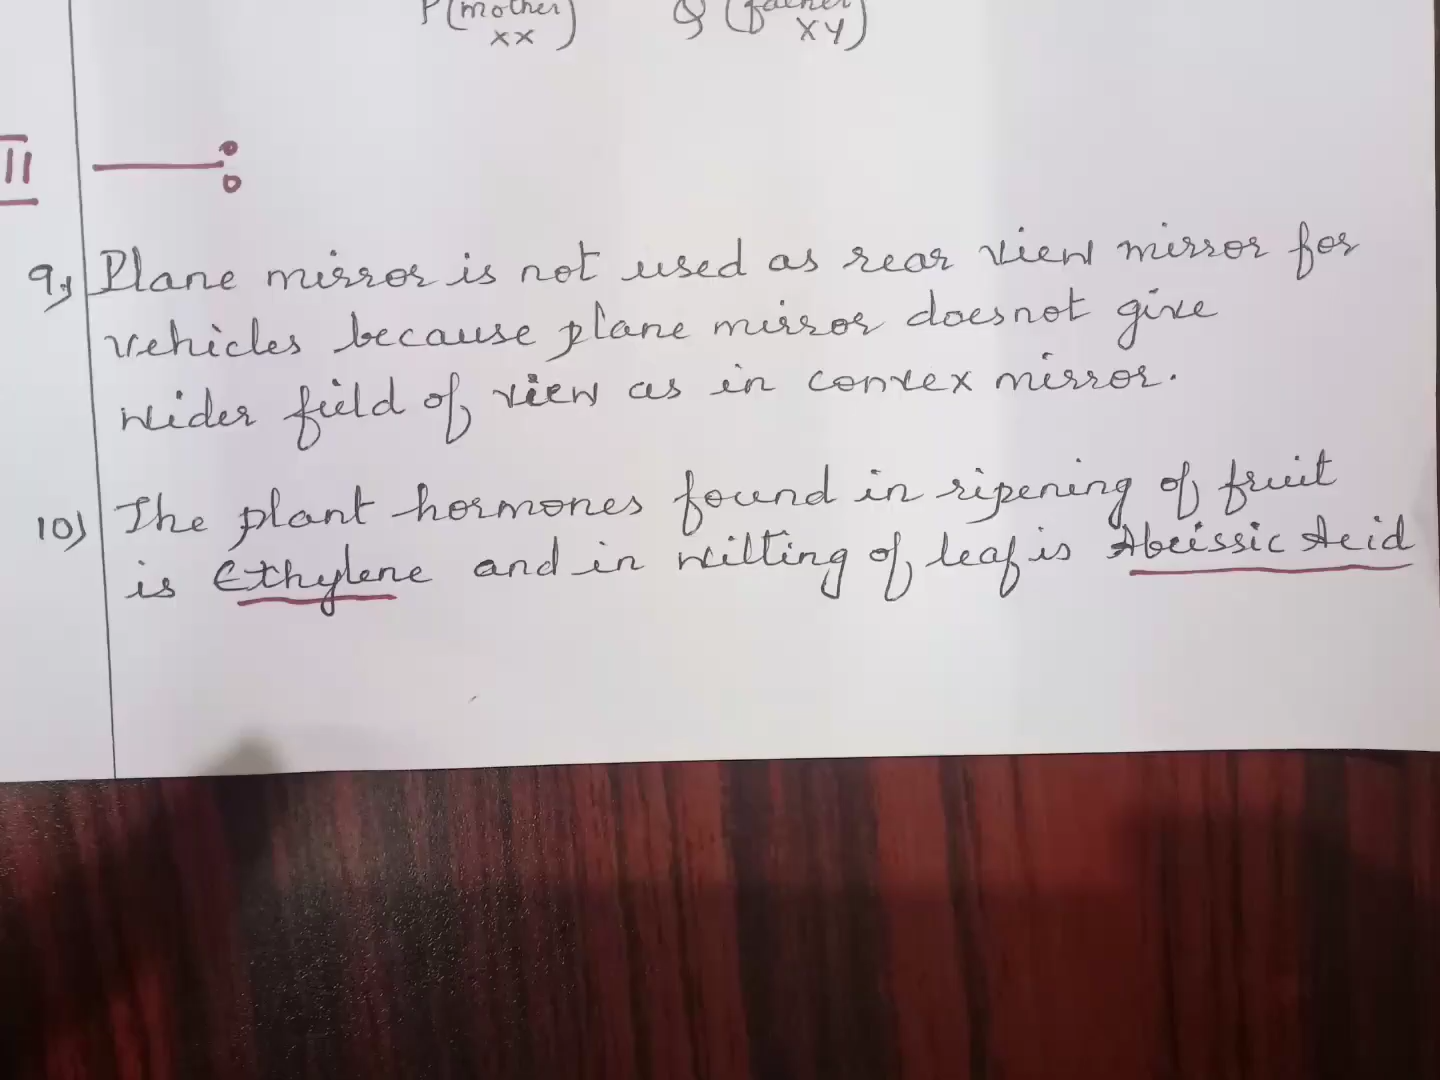 P (mother Q (father
XX) XY)
II
9) Plane mirror is not used as rear view mirror for
vehicles because plane mirror doesnot give
wider field of view as in convex mirror.
10) The plant hormones found in ripening of fruit
is Ethylene and in wilting of leaf is Abcissic Acid